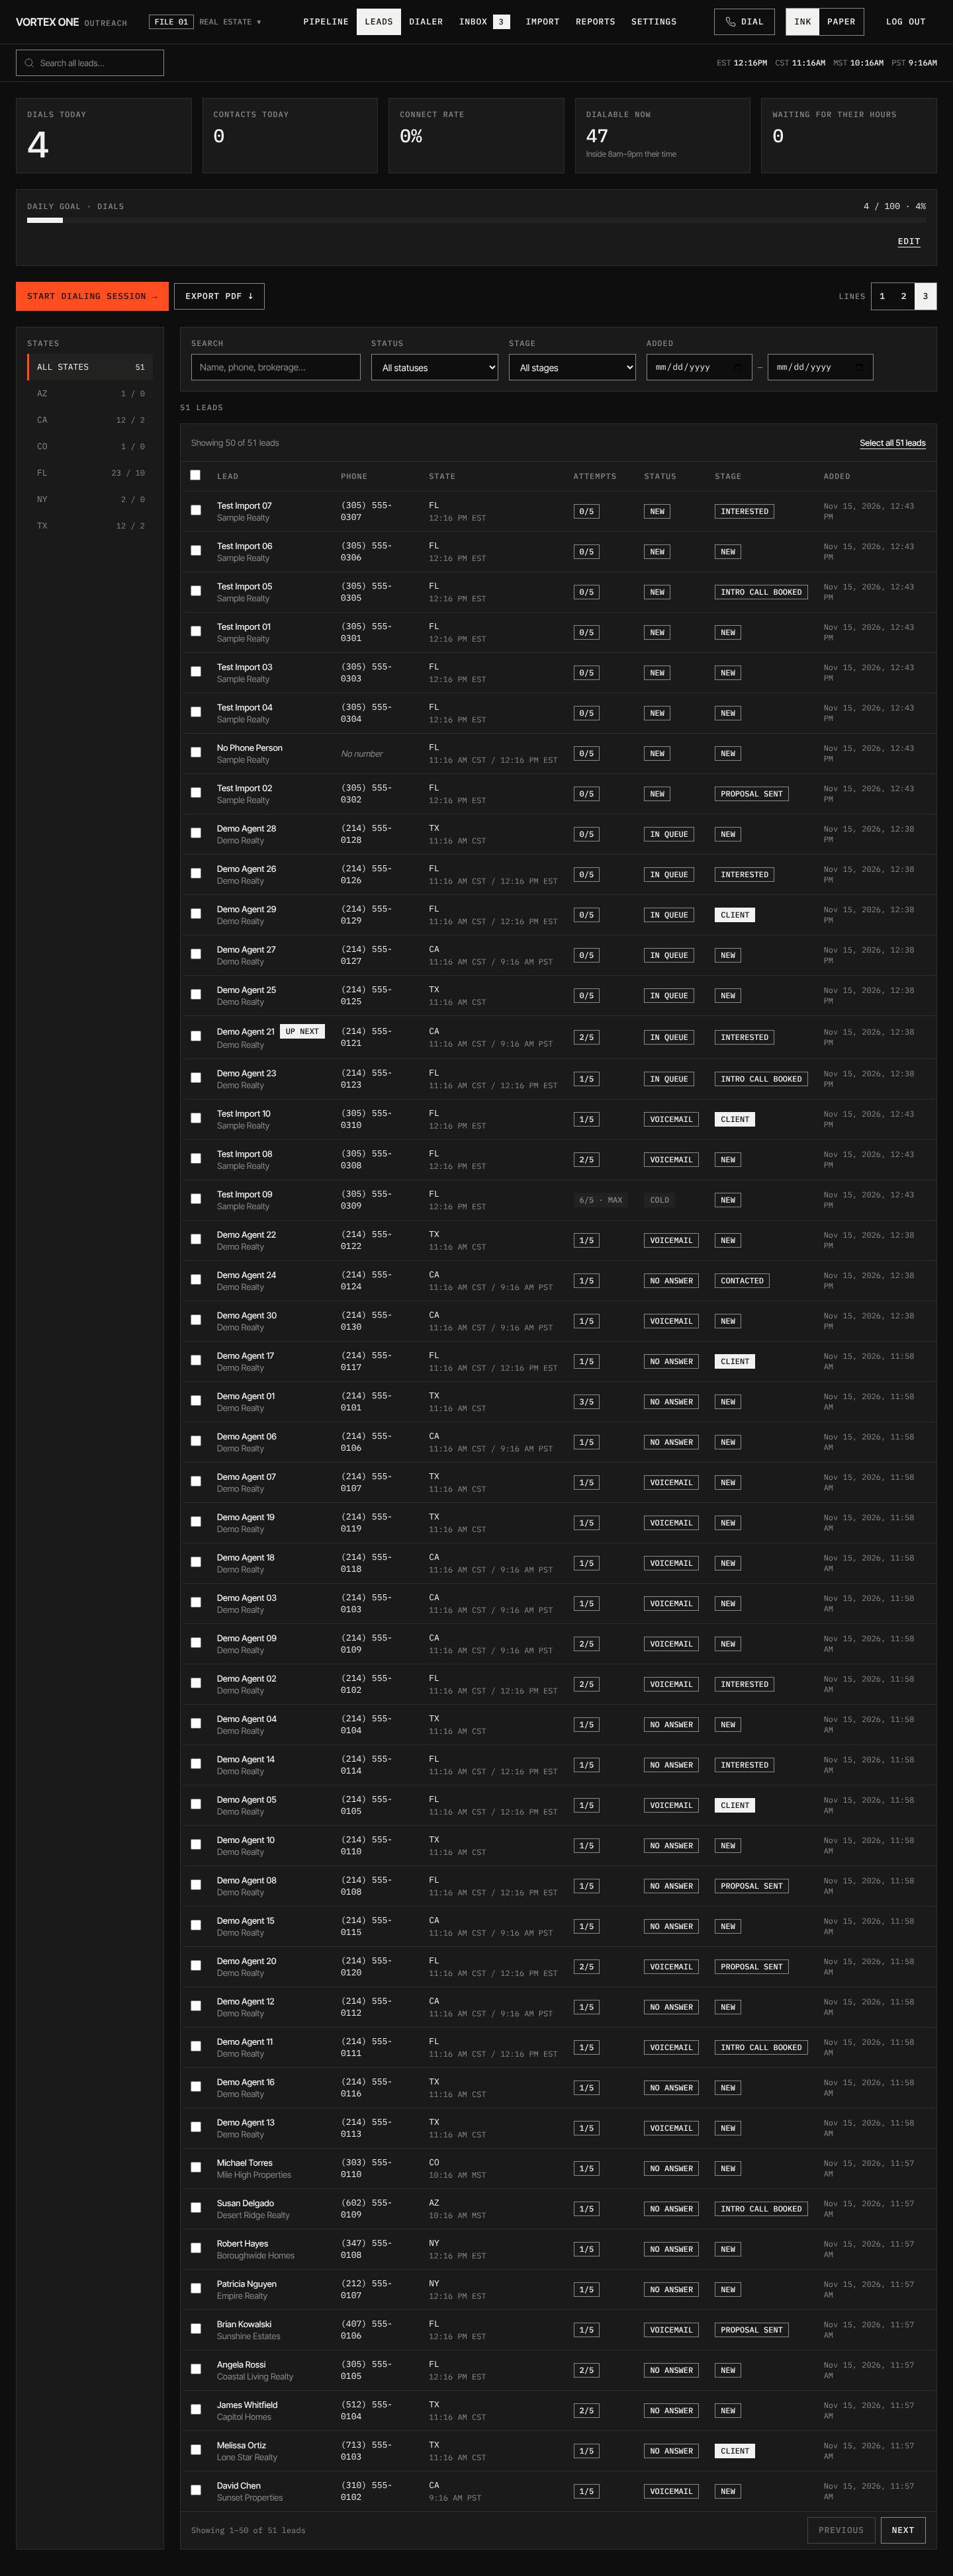 VORTEX ONE OUTREACH FILE 01 REAL ESTATE ▾ PIPELINE LEADS DIALER INBOX 3 IMPORT REPORTS SETTINGS DIAL INK PAPER LOG OUT
Search all leads... EST 12:16PM CST 11:16AM MST 10:16AM PST 9:16AM
DIALS TODAY
4
CONTACTS TODAY
0
CONNECT RATE
0%
DIALABLE NOW
47
Inside 8am–9pm their time
WAITING FOR THEIR HOURS
0
DAILY GOAL · DIALS 4 / 100 · 4%
EDIT
START DIALING SESSION → EXPORT PDF ↓ LINES 1 2 3
STATES
ALL STATES 51
AZ 1 / 0
CA 12 / 2
CO 1 / 0
FL 23 / 10
NY 2 / 0
TX 12 / 2
SEARCH STATUS STAGE ADDED
Name, phone, brokerage... All statuses All stages mm/dd/yyyy – mm/dd/yyyy
51 LEADS
Showing 50 of 51 leads Select all 51 leads
LEAD PHONE STATE ATTEMPTS STATUS STAGE ADDED
Test Import 07 (305) 555- FL 0/5 NEW INTERESTED Nov 15, 2026, 12:43
Sample Realty 0307 12:16 PM EST PM
Test Import 06 (305) 555- FL 0/5 NEW NEW Nov 15, 2026, 12:43
Sample Realty 0306 12:16 PM EST PM
Test Import 05 (305) 555- FL 0/5 NEW INTRO CALL BOOKED Nov 15, 2026, 12:43
Sample Realty 0305 12:16 PM EST PM
Test Import 01 (305) 555- FL 0/5 NEW NEW Nov 15, 2026, 12:43
Sample Realty 0301 12:16 PM EST PM
Test Import 03 (305) 555- FL 0/5 NEW NEW Nov 15, 2026, 12:43
Sample Realty 0303 12:16 PM EST PM
Test Import 04 (305) 555- FL 0/5 NEW NEW Nov 15, 2026, 12:43
Sample Realty 0304 12:16 PM EST PM
No Phone Person No number FL 0/5 NEW NEW Nov 15, 2026, 12:43
Sample Realty 11:16 AM CST / 12:16 PM EST PM
Test Import 02 (305) 555- FL 0/5 NEW PROPOSAL SENT Nov 15, 2026, 12:43
Sample Realty 0302 12:16 PM EST PM
Demo Agent 28 (214) 555- TX 0/5 IN QUEUE NEW Nov 15, 2026, 12:38
Demo Realty 0128 11:16 AM CST PM
Demo Agent 26 (214) 555- FL 0/5 IN QUEUE INTERESTED Nov 15, 2026, 12:38
Demo Realty 0126 11:16 AM CST / 12:16 PM EST PM
Demo Agent 29 (214) 555- FL 0/5 IN QUEUE CLIENT Nov 15, 2026, 12:38
Demo Realty 0129 11:16 AM CST / 12:16 PM EST PM
Demo Agent 27 (214) 555- CA 0/5 IN QUEUE NEW Nov 15, 2026, 12:38
Demo Realty 0127 11:16 AM CST / 9:16 AM PST PM
Demo Agent 25 (214) 555- TX 0/5 IN QUEUE NEW Nov 15, 2026, 12:38
Demo Realty 0125 11:16 AM CST PM
Demo Agent 21 UP NEXT (214) 555- CA 2/5 IN QUEUE INTERESTED Nov 15, 2026, 12:38
Demo Realty 0121 11:16 AM CST / 9:16 AM PST PM
Demo Agent 23 (214) 555- FL 1/5 IN QUEUE INTRO CALL BOOKED Nov 15, 2026, 12:38
Demo Realty 0123 11:16 AM CST / 12:16 PM EST PM
Test Import 10 (305) 555- FL 1/5 VOICEMAIL CLIENT Nov 15, 2026, 12:43
Sample Realty 0310 12:16 PM EST PM
Test Import 08 (305) 555- FL 2/5 VOICEMAIL NEW Nov 15, 2026, 12:43
Sample Realty 0308 12:16 PM EST PM
Test Import 09 (305) 555- FL 6/5 · MAX COLD NEW Nov 15, 2026, 12:43
Sample Realty 0309 12:16 PM EST PM
Demo Agent 22 (214) 555- TX 1/5 VOICEMAIL NEW Nov 15, 2026, 12:38
Demo Realty 0122 11:16 AM CST PM
Demo Agent 24 (214) 555- CA 1/5 NO ANSWER CONTACTED Nov 15, 2026, 12:38
Demo Realty 0124 11:16 AM CST / 9:16 AM PST PM
Demo Agent 30 (214) 555- CA 1/5 VOICEMAIL NEW Nov 15, 2026, 12:38
Demo Realty 0130 11:16 AM CST / 9:16 AM PST PM
Demo Agent 17 (214) 555- FL 1/5 NO ANSWER CLIENT Nov 15, 2026, 11:58
Demo Realty 0117 11:16 AM CST / 12:16 PM EST AM
Demo Agent 01 (214) 555- TX 3/5 NO ANSWER NEW Nov 15, 2026, 11:58
Demo Realty 0101 11:16 AM CST AM
Demo Agent 06 (214) 555- CA 1/5 NO ANSWER NEW Nov 15, 2026, 11:58
Demo Realty 0106 11:16 AM CST / 9:16 AM PST AM
Demo Agent 07 (214) 555- TX 1/5 VOICEMAIL NEW Nov 15, 2026, 11:58
Demo Realty 0107 11:16 AM CST AM
Demo Agent 19 (214) 555- TX 1/5 VOICEMAIL NEW Nov 15, 2026, 11:58
Demo Realty 0119 11:16 AM CST AM
Demo Agent 18 (214) 555- CA 1/5 VOICEMAIL NEW Nov 15, 2026, 11:58
Demo Realty 0118 11:16 AM CST / 9:16 AM PST AM
Demo Agent 03 (214) 555- CA 1/5 VOICEMAIL NEW Nov 15, 2026, 11:58
Demo Realty 0103 11:16 AM CST / 9:16 AM PST AM
Demo Agent 09 (214) 555- CA 2/5 VOICEMAIL NEW Nov 15, 2026, 11:58
Demo Realty 0109 11:16 AM CST / 9:16 AM PST AM
Demo Agent 02 (214) 555- FL 2/5 VOICEMAIL INTERESTED Nov 15, 2026, 11:58
Demo Realty 0102 11:16 AM CST / 12:16 PM EST AM
Demo Agent 04 (214) 555- TX 1/5 NO ANSWER NEW Nov 15, 2026, 11:58
Demo Realty 0104 11:16 AM CST AM
Demo Agent 14 (214) 555- FL 1/5 NO ANSWER INTERESTED Nov 15, 2026, 11:58
Demo Realty 0114 11:16 AM CST / 12:16 PM EST AM
Demo Agent 05 (214) 555- FL 1/5 VOICEMAIL CLIENT Nov 15, 2026, 11:58
Demo Realty 0105 11:16 AM CST / 12:16 PM EST AM
Demo Agent 10 (214) 555- TX 1/5 NO ANSWER NEW Nov 15, 2026, 11:58
Demo Realty 0110 11:16 AM CST AM
Demo Agent 08 (214) 555- FL 1/5 NO ANSWER PROPOSAL SENT Nov 15, 2026, 11:58
Demo Realty 0108 11:16 AM CST / 12:16 PM EST AM
Demo Agent 15 (214) 555- CA 1/5 NO ANSWER NEW Nov 15, 2026, 11:58
Demo Realty 0115 11:16 AM CST / 9:16 AM PST AM
Demo Agent 20 (214) 555- FL 2/5 VOICEMAIL PROPOSAL SENT Nov 15, 2026, 11:58
Demo Realty 0120 11:16 AM CST / 12:16 PM EST AM
Demo Agent 12 (214) 555- CA 1/5 NO ANSWER NEW Nov 15, 2026, 11:58
Demo Realty 0112 11:16 AM CST / 9:16 AM PST AM
Demo Agent 11 (214) 555- FL 1/5 VOICEMAIL INTRO CALL BOOKED Nov 15, 2026, 11:58
Demo Realty 0111 11:16 AM CST / 12:16 PM EST AM
Demo Agent 16 (214) 555- TX 1/5 NO ANSWER NEW Nov 15, 2026, 11:58
Demo Realty 0116 11:16 AM CST AM
Demo Agent 13 (214) 555- TX 1/5 VOICEMAIL NEW Nov 15, 2026, 11:58
Demo Realty 0113 11:16 AM CST AM
Michael Torres (303) 555- CO 1/5 NO ANSWER NEW Nov 15, 2026, 11:57
Mile High Properties 0110 10:16 AM MST AM
Susan Delgado (602) 555- AZ 1/5 NO ANSWER INTRO CALL BOOKED Nov 15, 2026, 11:57
Desert Ridge Realty 0109 10:16 AM MST AM
Robert Hayes (347) 555- NY 1/5 NO ANSWER NEW Nov 15, 2026, 11:57
Boroughwide Homes 0108 12:16 PM EST AM
Patricia Nguyen (212) 555- NY 1/5 NO ANSWER NEW Nov 15, 2026, 11:57
Empire Realty 0107 12:16 PM EST AM
Brian Kowalski (407) 555- FL 1/5 VOICEMAIL PROPOSAL SENT Nov 15, 2026, 11:57
Sunshine Estates 0106 12:16 PM EST AM
Angela Rossi (305) 555- FL 2/5 NO ANSWER NEW Nov 15, 2026, 11:57
Coastal Living Realty 0105 12:16 PM EST AM
James Whitfield (512) 555- TX 2/5 NO ANSWER NEW Nov 15, 2026, 11:57
Capitol Homes 0104 11:16 AM CST AM
Melissa Ortiz (713) 555- TX 1/5 NO ANSWER CLIENT Nov 15, 2026, 11:57
Lone Star Realty 0103 11:16 AM CST AM
David Chen (310) 555- CA 1/5 VOICEMAIL NEW Nov 15, 2026, 11:57
Sunset Properties 0102 9:16 AM PST AM
Showing 1–50 of 51 leads PREVIOUS NEXT